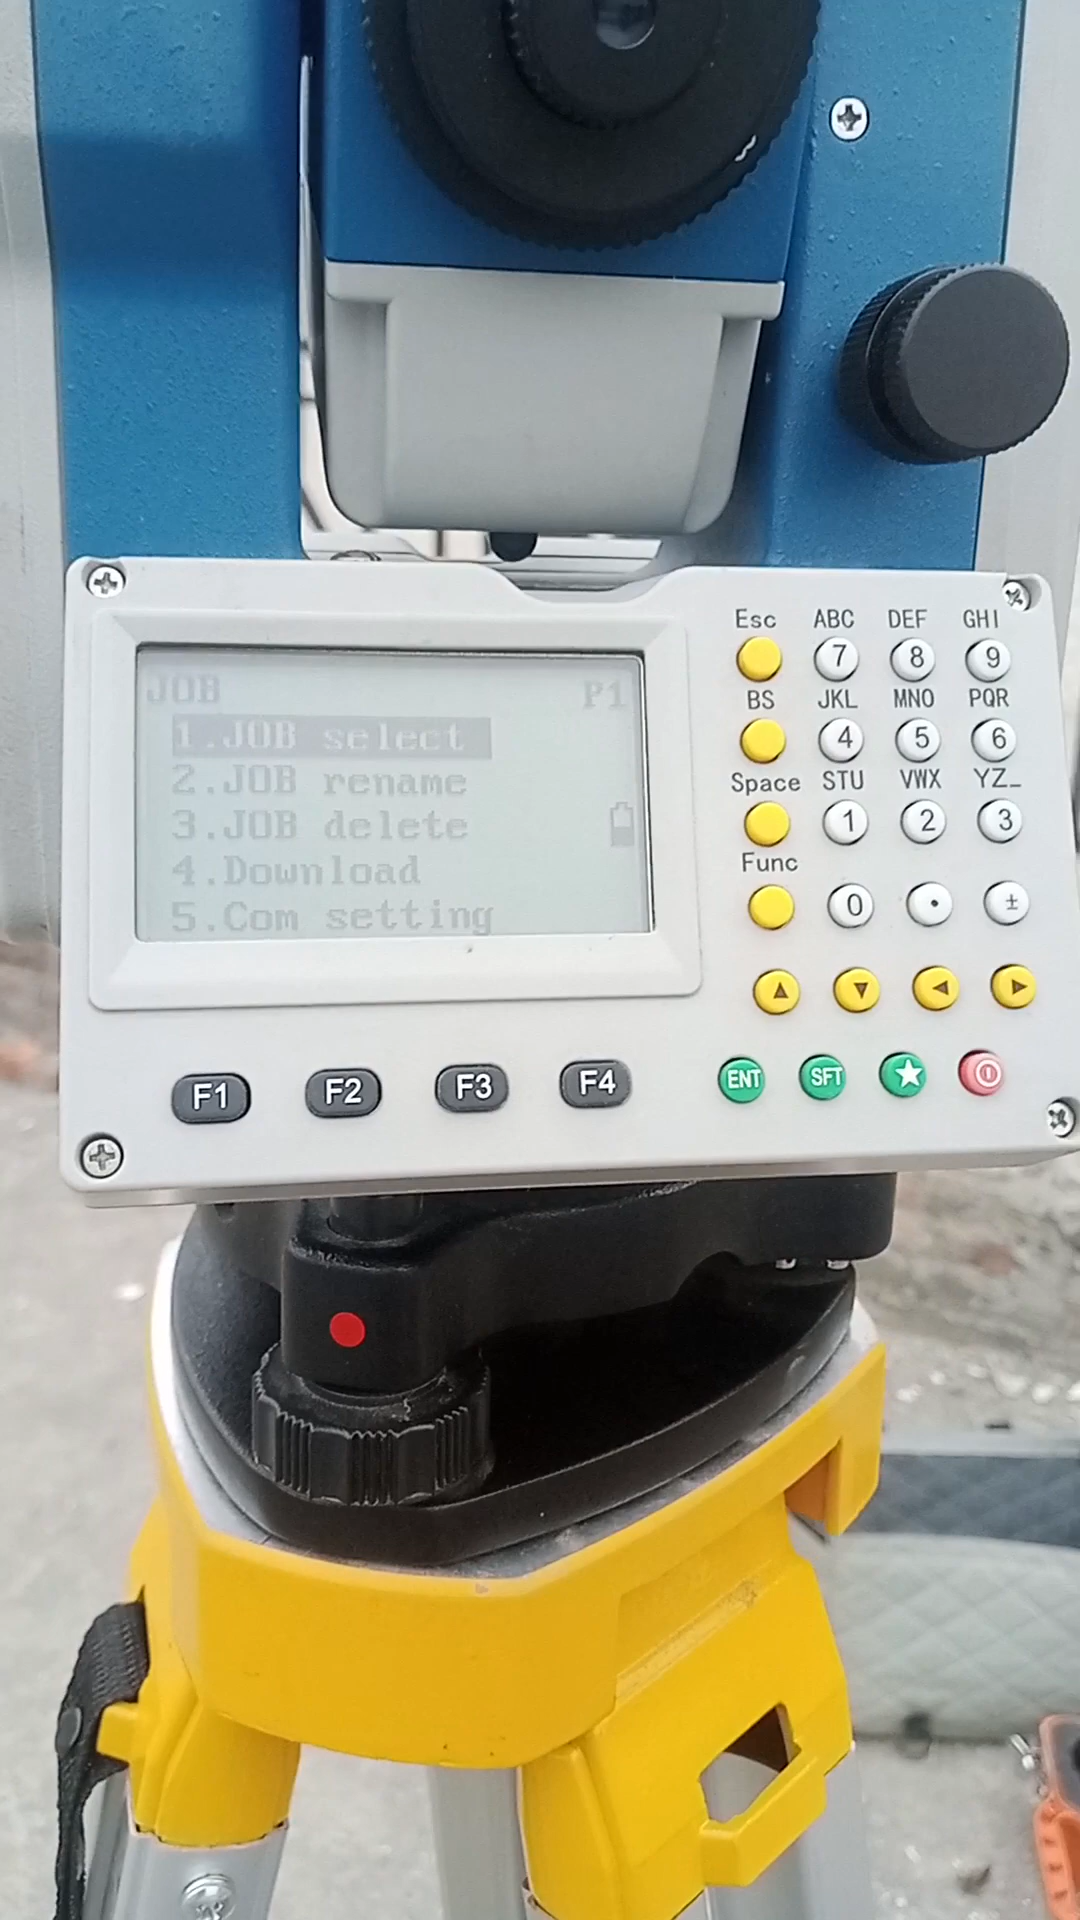 JOB P1
1.JOB select
2.JOB rename
3.JOB delete
4.Download
5.Com setting
Esc ABC DEF GHI
7 8 9
BS JKL MNO PQR
4 5 6
Space STU VWX YZ_
1 2 3
Func
0 . ±
▲ ▼ ◀ ▶
F1 F2 F3 F4 ENT SFT ★